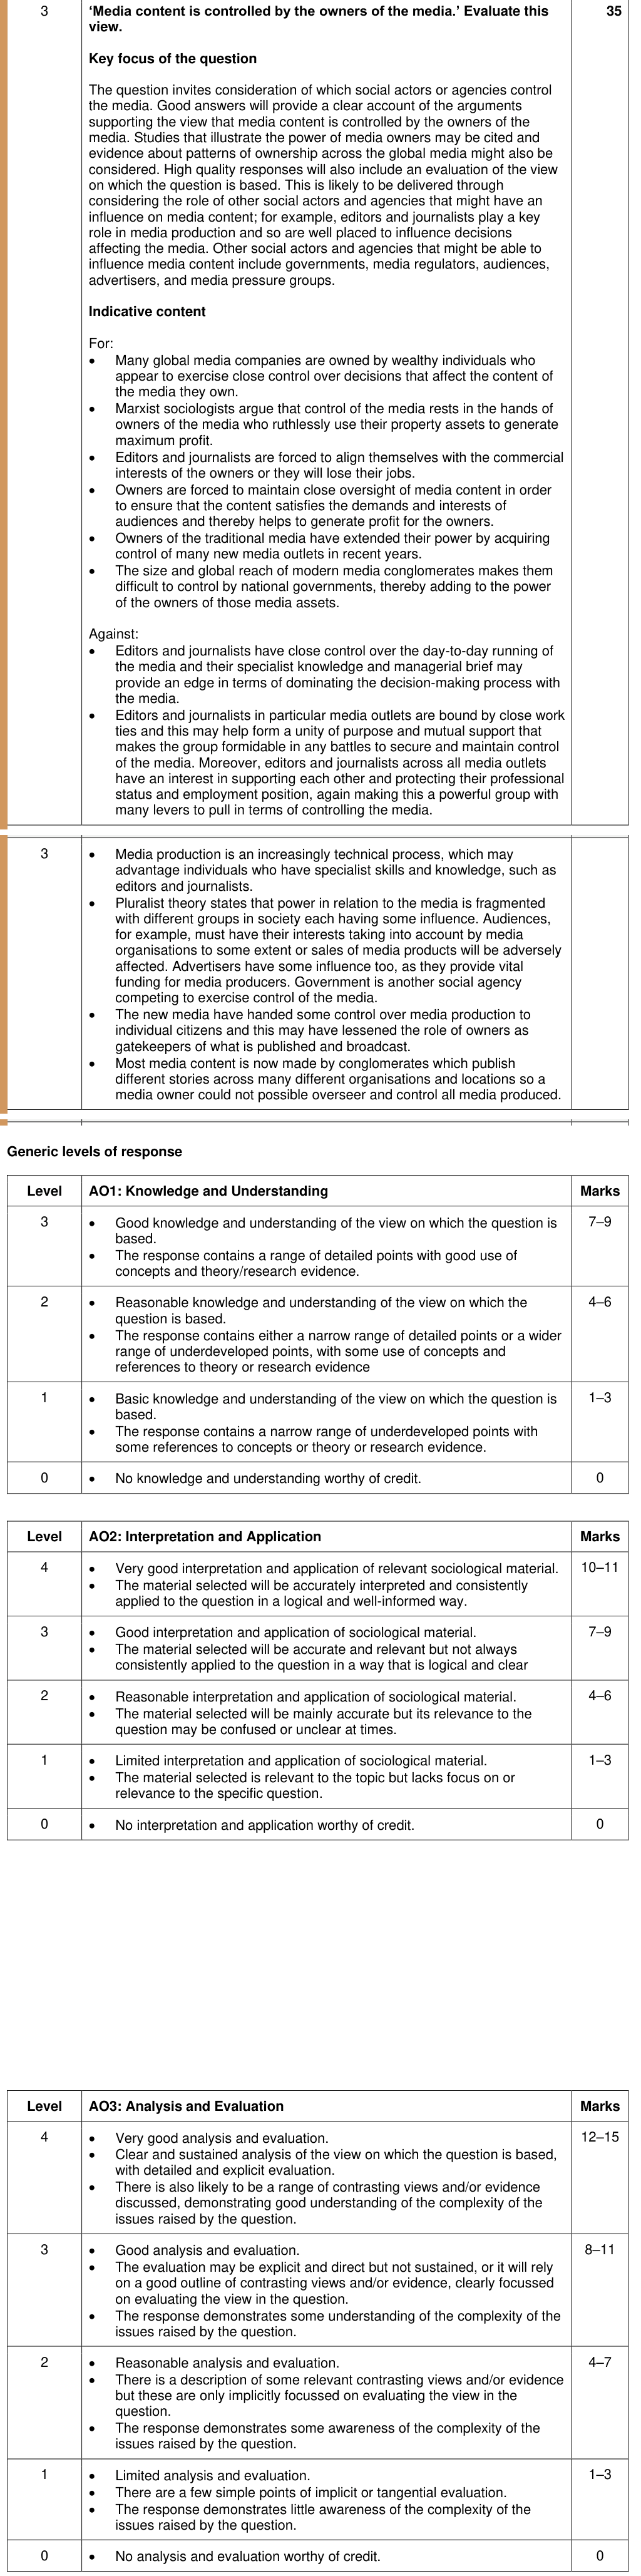 3
‘Media content is controlled by the owners of the media.’ Evaluate this
view.
35
Key focus of the question
The question invites consideration of which social actors or agencies control
the media. Good answers will provide a clear account of the arguments
supporting the view that media content is controlled by the owners of the
media. Studies that illustrate the power of media owners may be cited and
evidence about patterns of ownership across the global media might also be
considered. High quality responses will also include an evaluation of the view
on which the question is based. This is likely to be delivered through
considering the role of other social actors and agencies that might have an
influence on media content; for example, editors and journalists play a key
role in media production and so are well placed to influence decisions
affecting the media. Other social actors and agencies that might be able to
influence media content include governments, media regulators, audiences,
advertisers, and media pressure groups.
Indicative content
For:
• Many global media companies are owned by wealthy individuals who
appear to exercise close control over decisions that affect the content of
the media they own.
• Marxist sociologists argue that control of the media rests in the hands of
owners of the media who ruthlessly use their property assets to generate
maximum profit.
• Editors and journalists are forced to align themselves with the commercial
interests of the owners or they will lose their jobs.
• Owners are forced to maintain close oversight of media content in order
to ensure that the content satisfies the demands and interests of
audiences and thereby helps to generate profit for the owners.
• Owners of the traditional media have extended their power by acquiring
control of many new media outlets in recent years.
• The size and global reach of modern media conglomerates makes them
difficult to control by national governments, thereby adding to the power
of the owners of those media assets.
Against:
• Editors and journalists have close control over the day-to-day running of
the media and their specialist knowledge and managerial brief may
provide an edge in terms of dominating the decision-making process with
the media.
• Editors and journalists in particular media outlets are bound by close work
ties and this may help form a unity of purpose and mutual support that
makes the group formidable in any battles to secure and maintain control
of the media. Moreover, editors and journalists across all media outlets
have an interest in supporting each other and protecting their professional
status and employment position, again making this a powerful group with
many levers to pull in terms of controlling the media.
3
• Media production is an increasingly technical process, which may
advantage individuals who have specialist skills and knowledge, such as
editors and journalists.
• Pluralist theory states that power in relation to the media is fragmented
with different groups in society each having some influence. Audiences,
for example, must have their interests taking into account by media
organisations to some extent or sales of media products will be adversely
affected. Advertisers have some influence too, as they provide vital
funding for media producers. Government is another social agency
competing to exercise control of the media.
• The new media have handed some control over media production to
individual citizens and this may have lessened the role of owners as
gatekeepers of what is published and broadcast.
• Most media content is now made by conglomerates which publish
different stories across many different organisations and locations so a
media owner could not possible overseer and control all media produced.
Generic levels of response
Level AO1: Knowledge and Understanding Marks
3 • Good knowledge and understanding of the view on which the question is 7–9
based.
• The response contains a range of detailed points with good use of
concepts and theory/research evidence.
2 • Reasonable knowledge and understanding of the view on which the 4–6
question is based.
• The response contains either a narrow range of detailed points or a wider
range of underdeveloped points, with some use of concepts and
references to theory or research evidence
1 • Basic knowledge and understanding of the view on which the question is 1–3
based.
• The response contains a narrow range of underdeveloped points with
some references to concepts or theory or research evidence.
0 • No knowledge and understanding worthy of credit. 0
Level AO2: Interpretation and Application Marks
4 • Very good interpretation and application of relevant sociological material. 10–11
• The material selected will be accurately interpreted and consistently
applied to the question in a logical and well-informed way.
3 • Good interpretation and application of sociological material. 7–9
• The material selected will be accurate and relevant but not always
consistently applied to the question in a way that is logical and clear
2 • Reasonable interpretation and application of sociological material. 4–6
• The material selected will be mainly accurate but its relevance to the
question may be confused or unclear at times.
1 • Limited interpretation and application of sociological material. 1–3
• The material selected is relevant to the topic but lacks focus on or
relevance to the specific question.
0 • No interpretation and application worthy of credit. 0
Level AO3: Analysis and Evaluation Marks
4 • Very good analysis and evaluation. 12–15
• Clear and sustained analysis of the view on which the question is based,
with detailed and explicit evaluation.
• There is also likely to be a range of contrasting views and/or evidence
discussed, demonstrating good understanding of the complexity of the
issues raised by the question.
3 • Good analysis and evaluation. 8–11
• The evaluation may be explicit and direct but not sustained, or it will rely
on a good outline of contrasting views and/or evidence, clearly focussed
on evaluating the view in the question.
• The response demonstrates some understanding of the complexity of the
issues raised by the question.
2 • Reasonable analysis and evaluation. 4–7
• There is a description of some relevant contrasting views and/or evidence
but these are only implicitly focussed on evaluating the view in the
question.
• The response demonstrates some awareness of the complexity of the
issues raised by the question.
1 • Limited analysis and evaluation. 1–3
• There are a few simple points of implicit or tangential evaluation.
• The response demonstrates little awareness of the complexity of the
issues raised by the question.
0 • No analysis and evaluation worthy of credit. 0